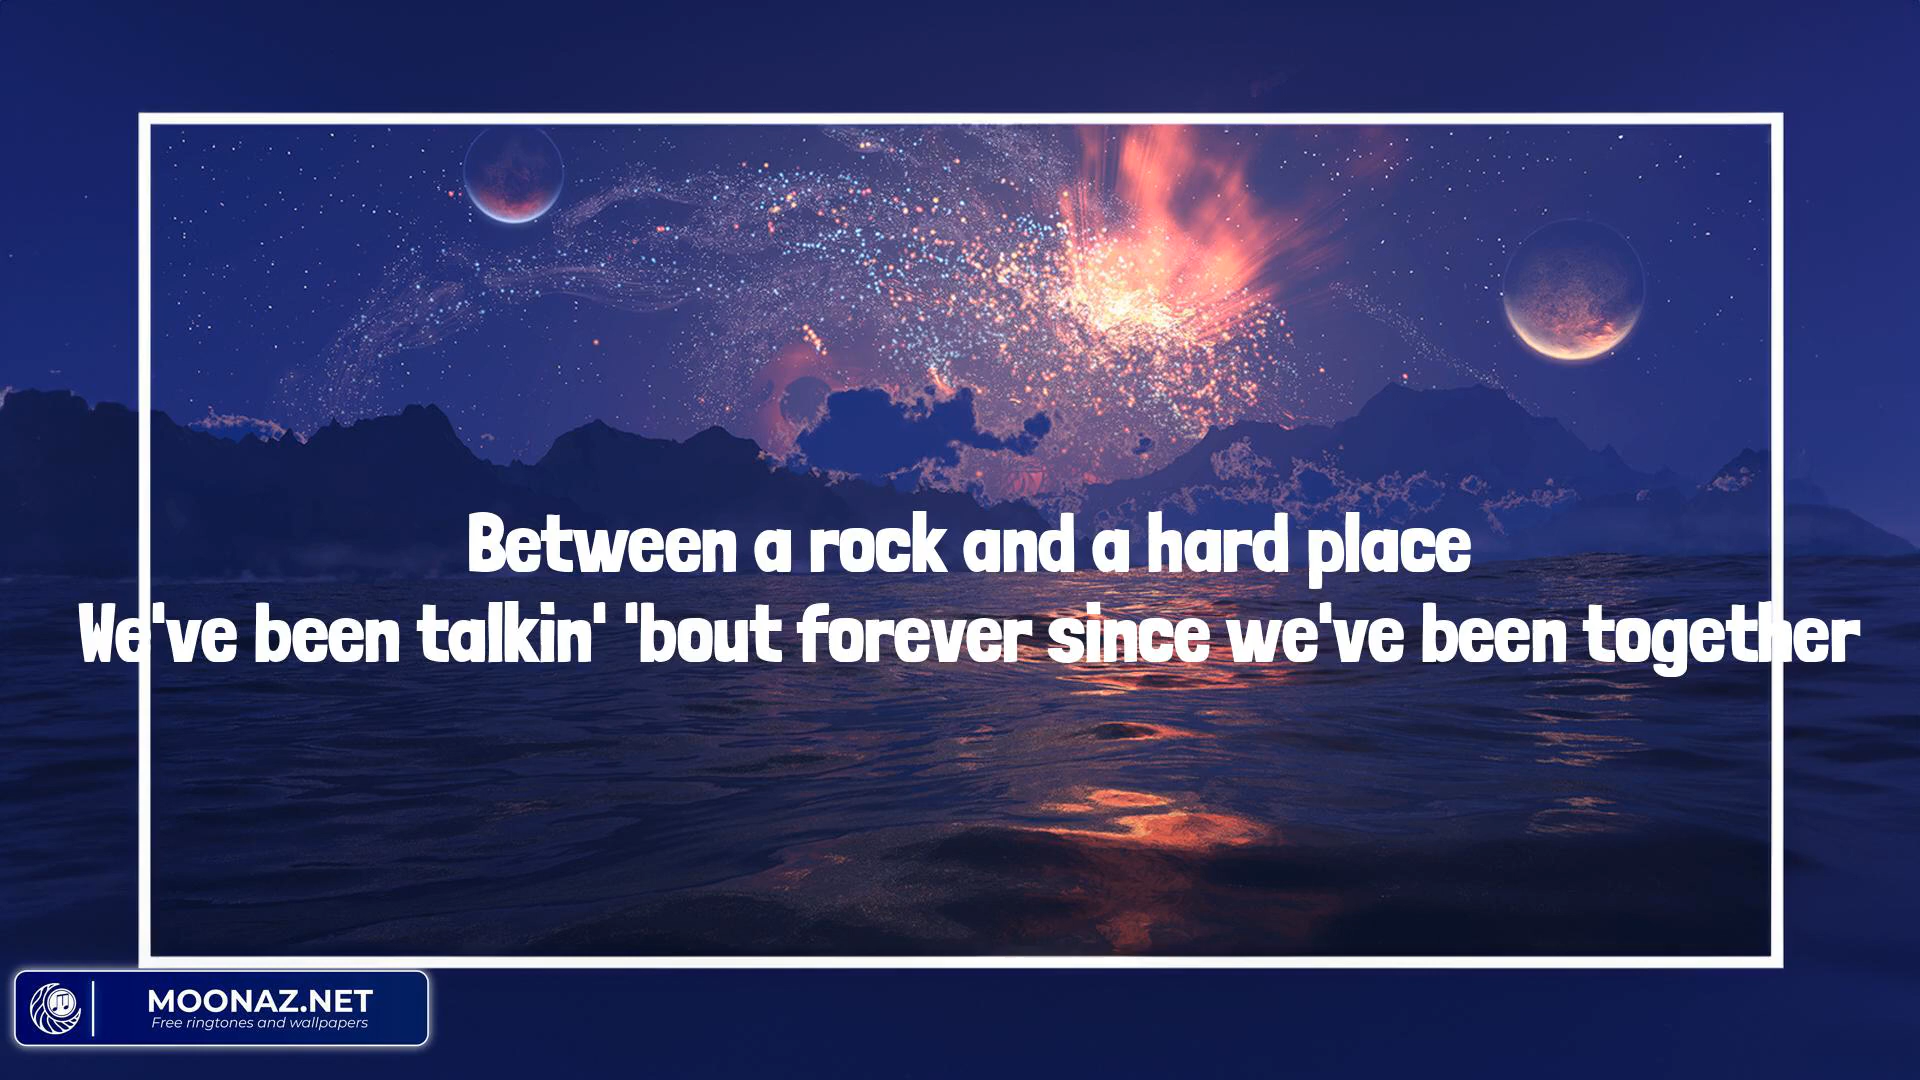 Between a rock and a hard place
We've been talkin' 'bout forever since we've been together
MOONAZ.NET
Free ringtones and wallpapers